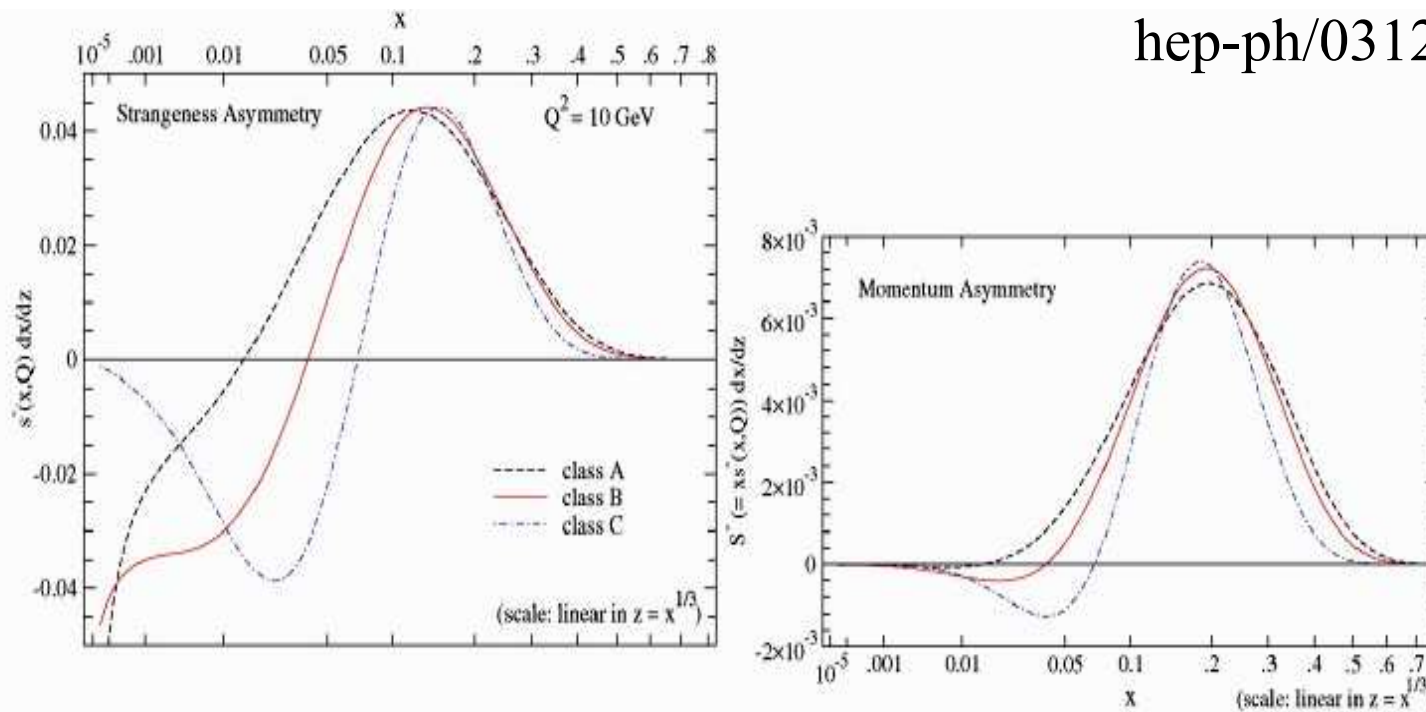 hep-ph/0312
x
10-5 .001 0.01 0.05 0.1 .2 .3 .4 .5 .6 .7 .8
Strangeness Asymmetry
Q2 = 10 GeV
0.04
0.02
0
-0.02
-0.04
s-(x,Q) dx/dz
class A
class B
class C
(scale: linear in z = x1/3)
8×10-3
6×10-3
4×10-3
2×10-3
0
-2×10-3
Momentum Asymmetry
S- (= xs-(x,Q)) dx/dz
10-5 .001 0.01 0.05 0.1 .2 .3 .4 .5 .6 .7
x
(scale: linear in z = x1/3